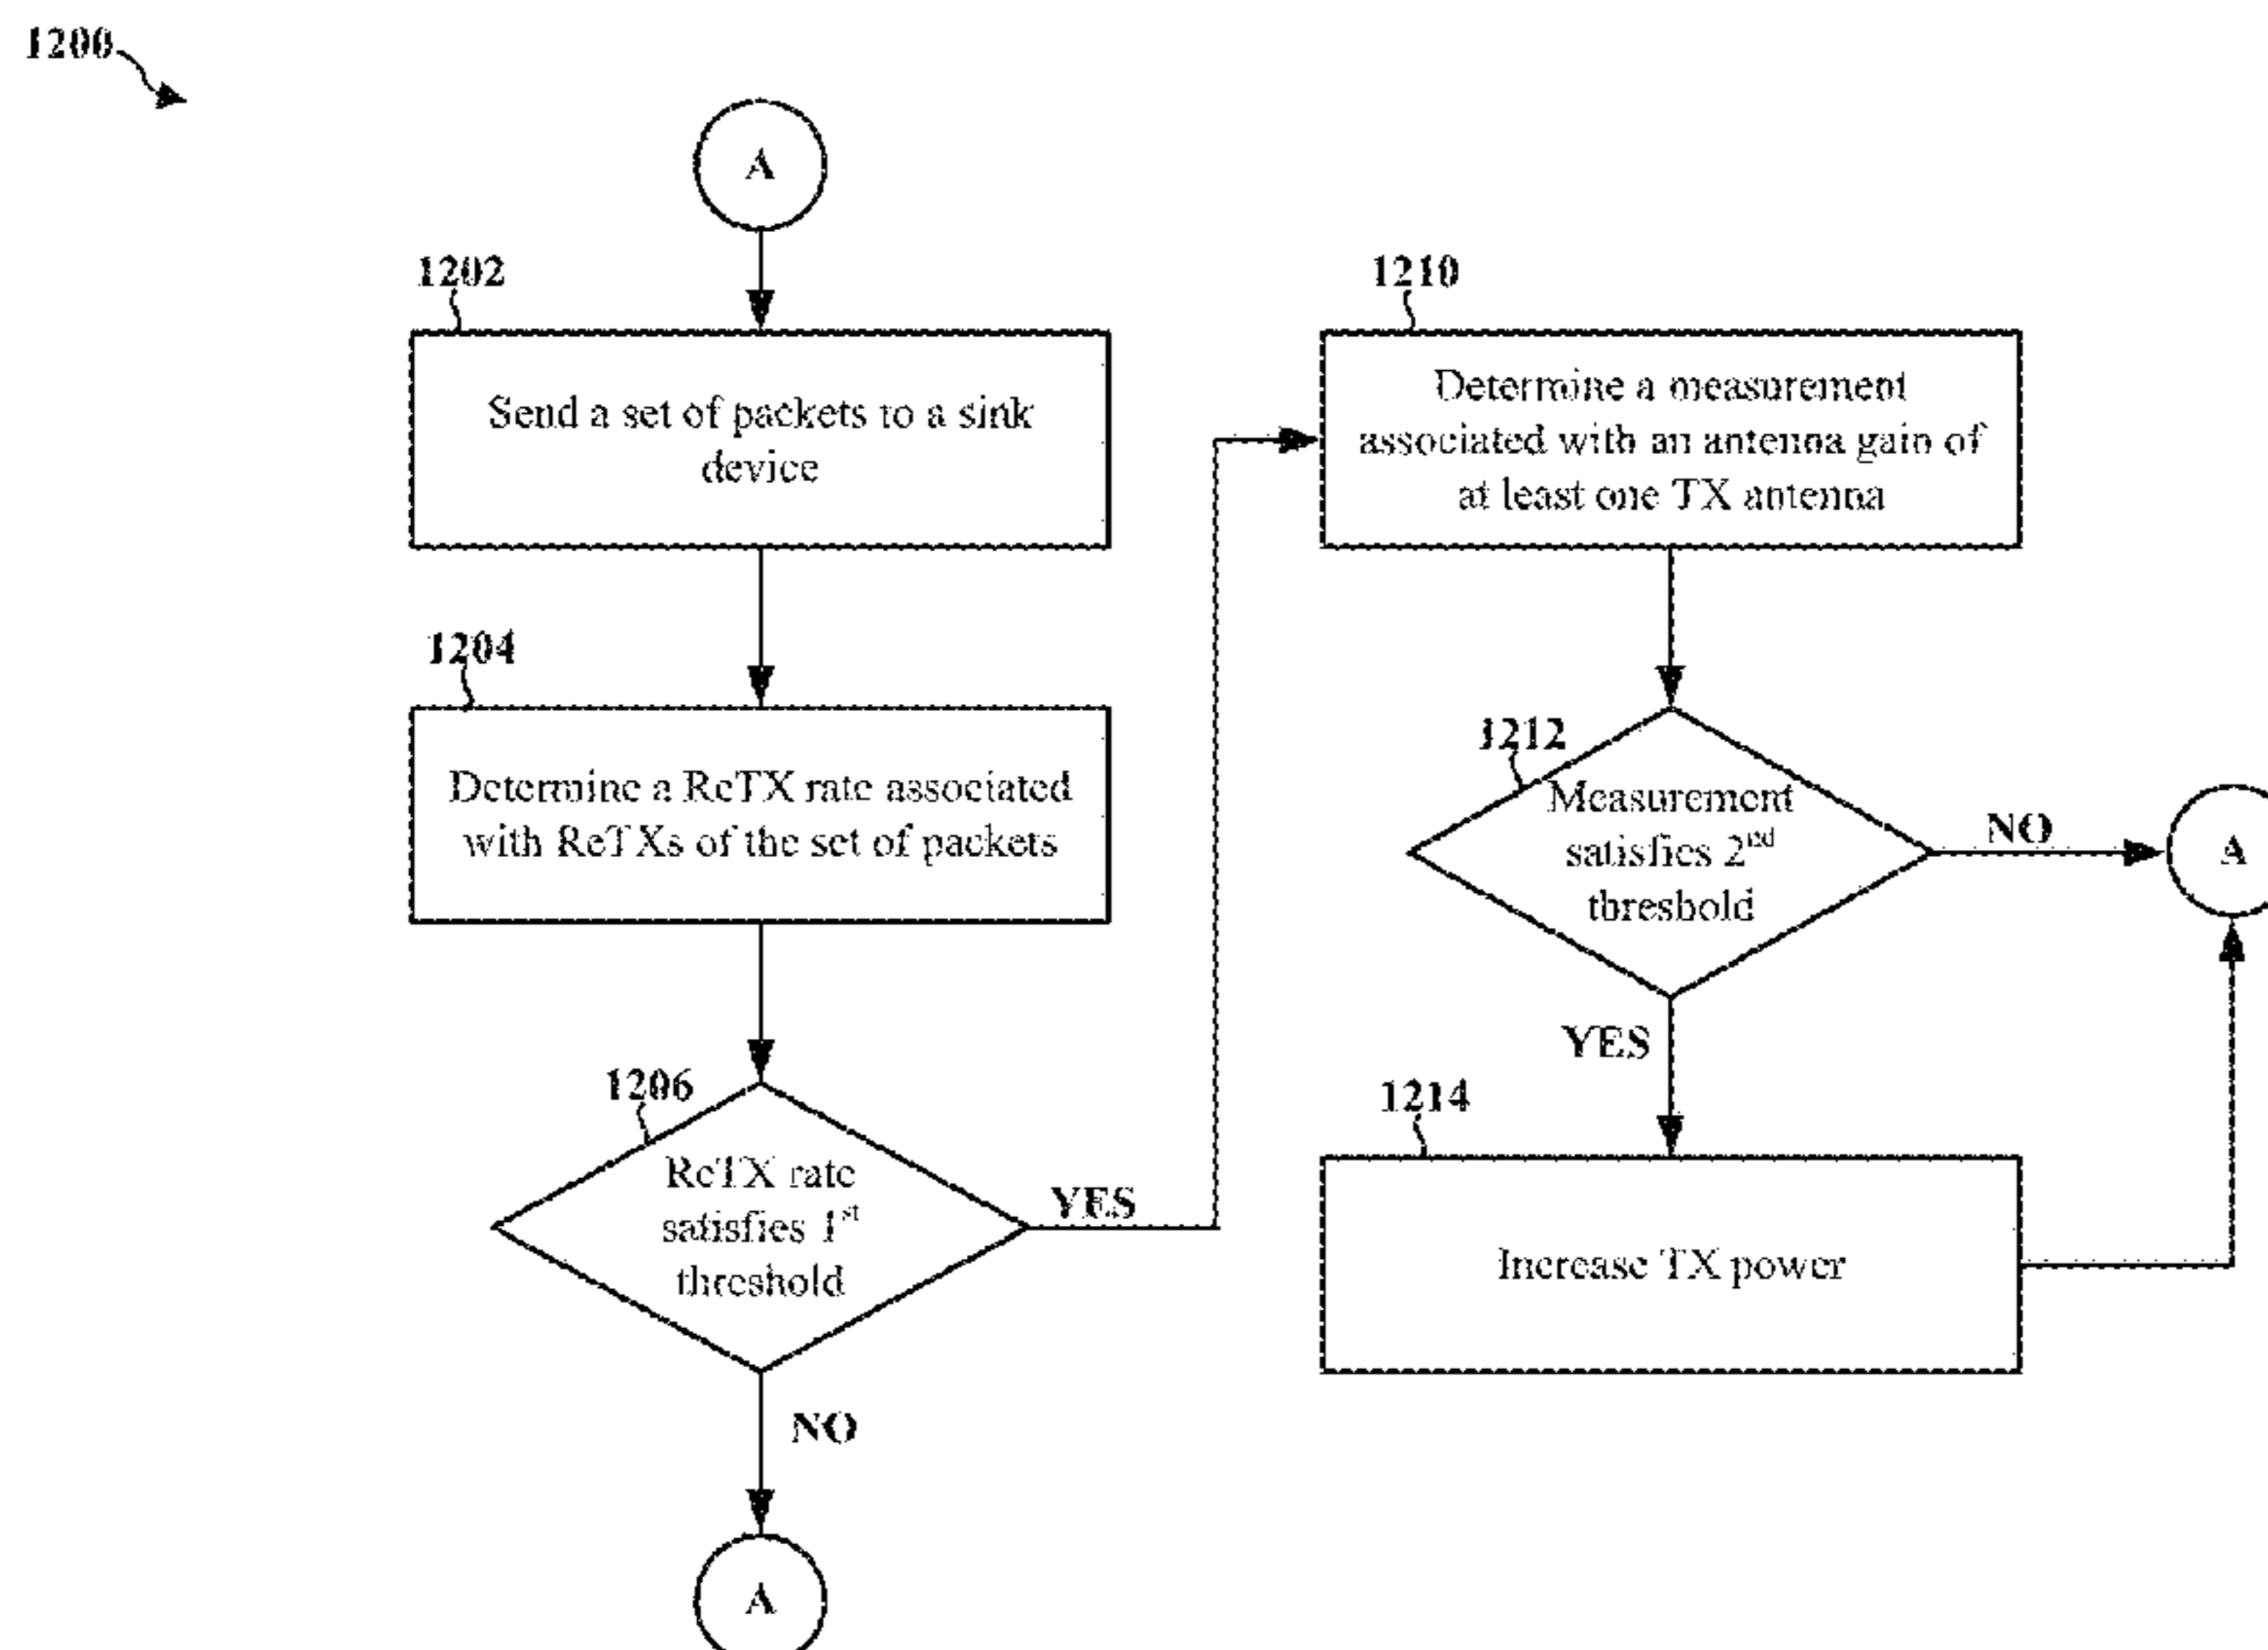 1200
A
1202
Send a set of packets to a sink
device
1204
Determine a ReTX rate associated
with ReTXs of the set of packets
1206
ReTX rate
satisfies 1st
threshold
YES
NO
A
1210
Determine a measurement
associated with an antenna gain of
at least one TX antenna
1212
Measurement
satisfies 2nd
threshold
NO
A
YES
1214
Increase TX power